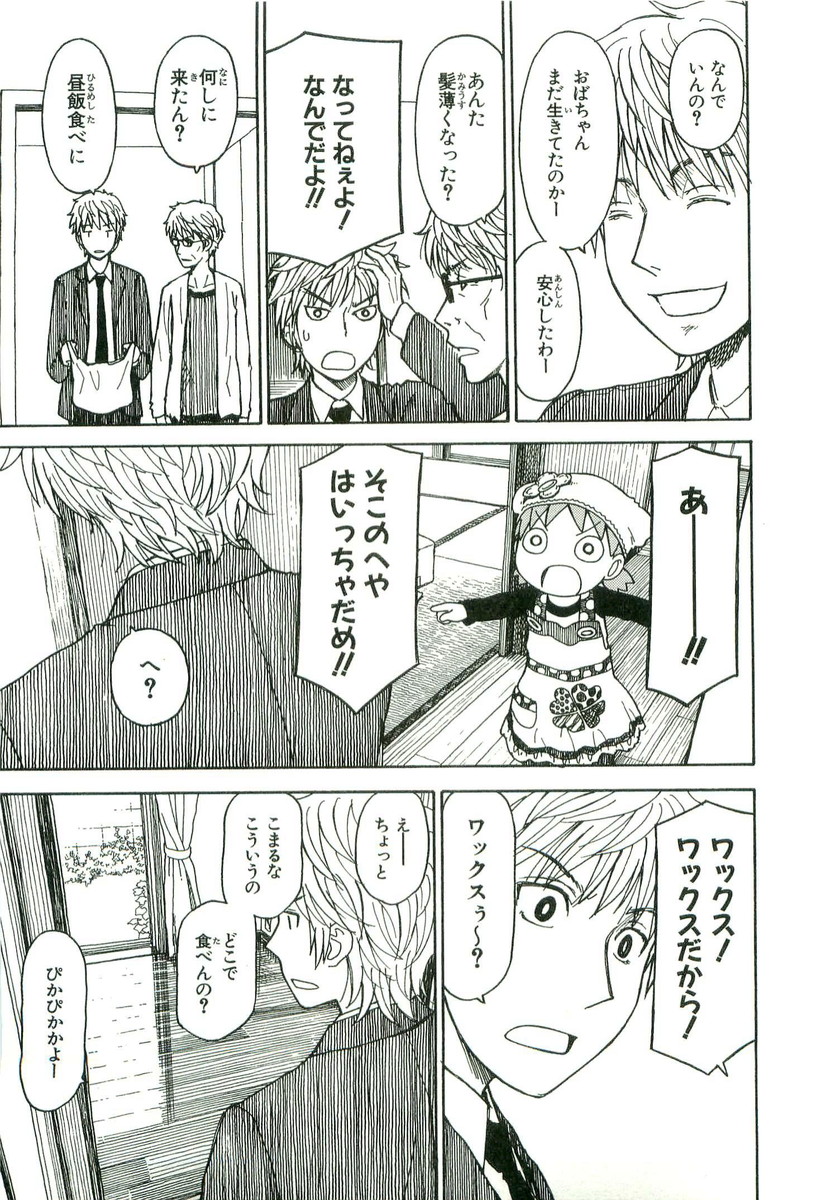 なんで
いんの？
おばちゃん
まだ生きてたのかー
安心したわー
あんた
髪薄くなった？
なってねぇよ！
なんでだよ！！
何しに
来たん？
昼飯食べに
あー！！
そこのへや
はいっちゃだめ！！
へ？
ワックス！
ワックスだから！
ワックスぅ～？
えー
ちょっと
こまるな
こういうの
どこで
食べんの？
ぴかぴかかよー